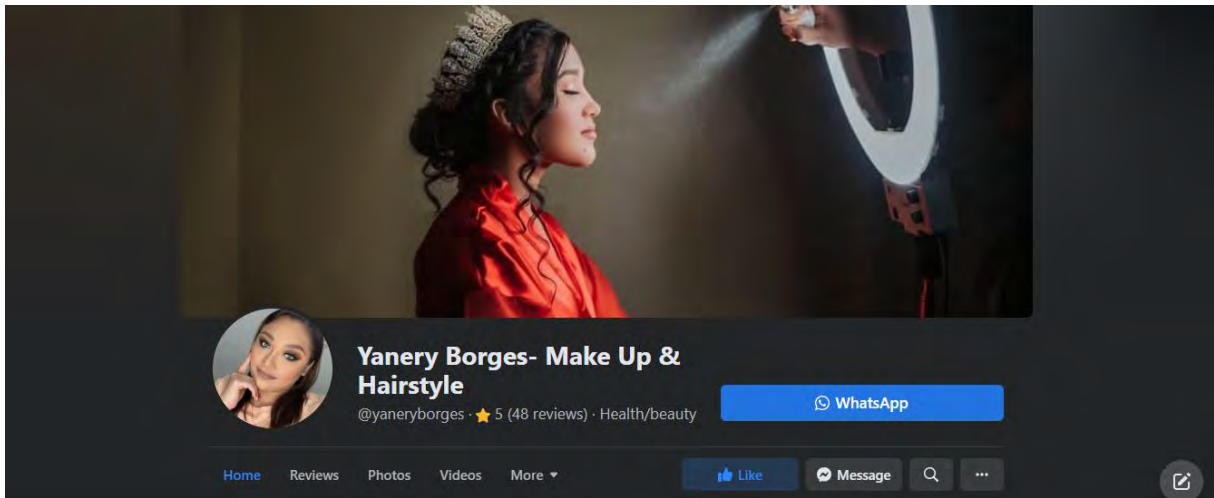 Yanery Borges- Make Up &
Hairstyle
@yaneryborges · ⭐ 5 (48 reviews) · Health/beauty
WhatsApp
Home Reviews Photos Videos More
Like Message ···